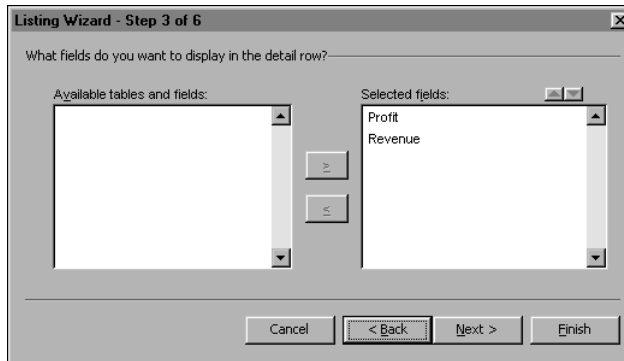 Listing Wizard - Step 3 of 6
What fields do you want to display in the detail row?
Available tables and fields:
Selected fields:
Profit
Revenue
≥
≤
Cancel
< Back
Next >
Finish